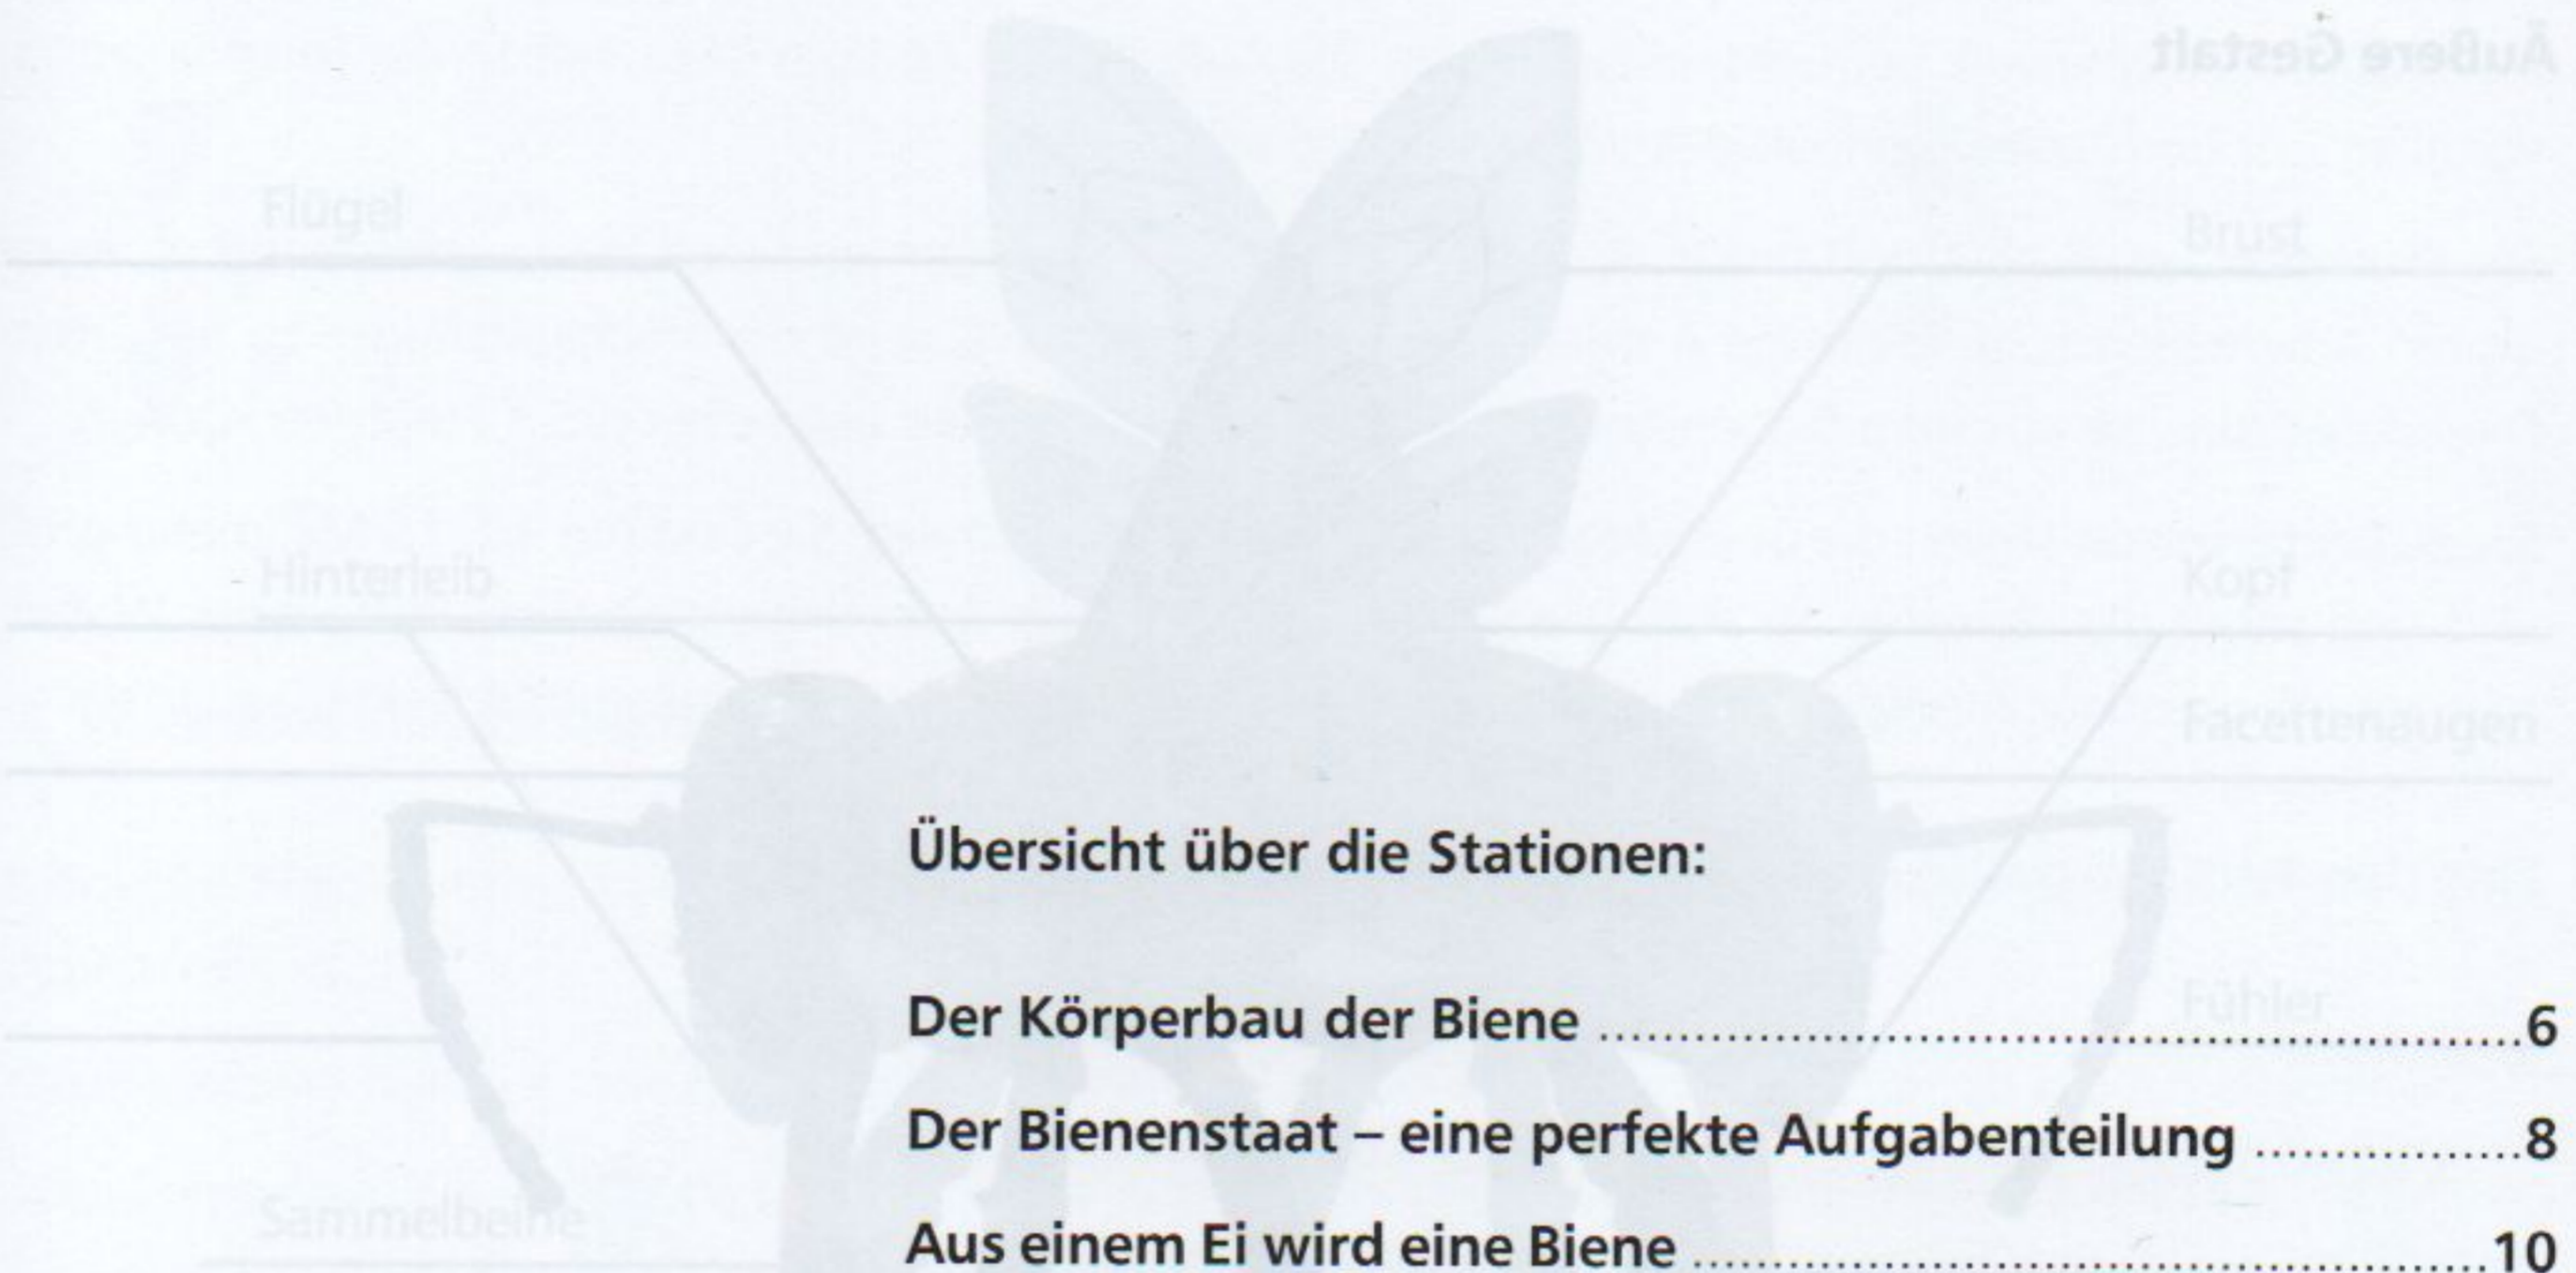 Äußere Gestalt
Flügel
Brust
Hinterleib
Kopf
Facettenaugen
Übersicht über die Stationen:
Fühler
Der Körperbau der Biene ........................................................... 6
Der Bienenstaat – eine perfekte Aufgabenteilung ................. 8
Sammelbeine
Aus einem Ei wird eine Biene ................................................... 10